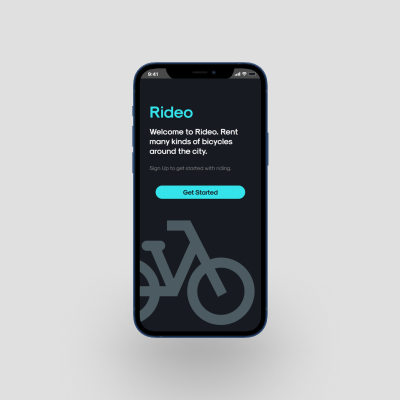 9:41
Rideo
Welcome to Rideo. Rent
many kinds of bicycles
around the city.
Sign Up to get started with riding.
Get Started